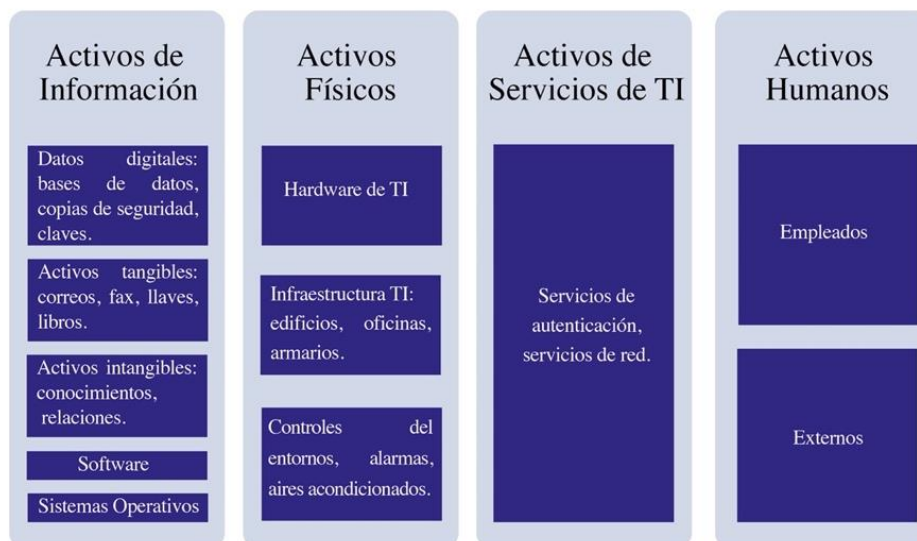 Activos de
Información
Datos digitales:
bases de datos,
copias de seguridad,
claves.
Activos tangibles:
correos, fax, llaves,
libros.
Activos intangibles:
conocimientos,
relaciones.
Software
Sistemas Operativos
Activos
Físicos
Hardware de TI
Infraestructura TI:
edificios, oficinas,
armarios.
Controles del
entornos, alarmas,
aires acondicionados.
Activos de
Servicios de TI
Servicios de
autenticación,
servicios de red.
Activos
Humanos
Empleados
Externos